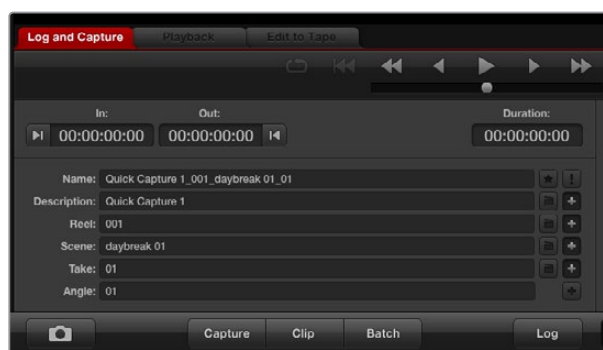 Log and Capture Playback Edit to Tape
In: Out: Duration:
00:00:00:00 00:00:00:00 00:00:00:00
Name: Quick Capture 1_001_daybreak 01_01
Description: Quick Capture 1
Reel: 001
Scene: daybreak 01
Take: 01
Angle: 01
Capture Clip Batch Log